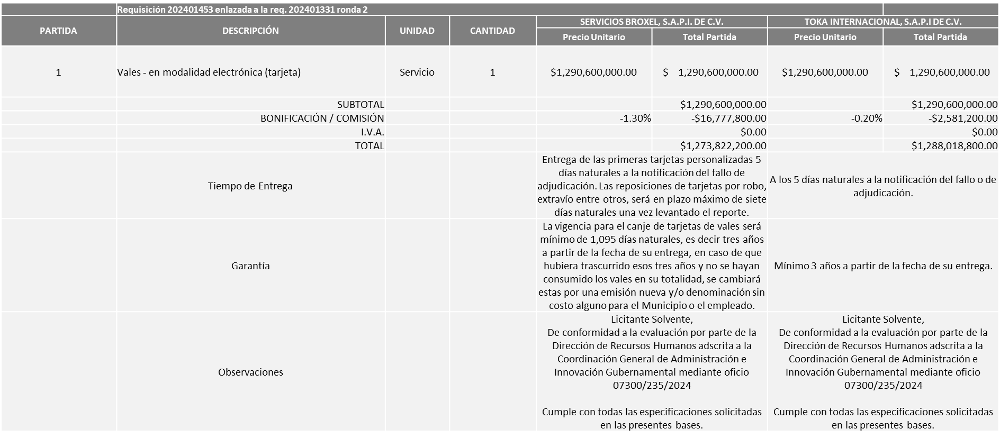 Requisición 202401453 enlazada a la req. 202401331 ronda 2
PARTIDA DESCRIPCIÓN UNIDAD CANTIDAD SERVICIOS BROXEL, S.A.P.I. DE C.V. TOKA INTERNACIONAL, S.A.P.I DE C.V.
Precio Unitario Total Partida Precio Unitario Total Partida
1 Vales - en modalidad electrónica (tarjeta) Servicio 1 $1,290,600,000.00 $ 1,290,600,000.00 $1,290,600,000.00 $ 1,290,600,000.00
SUBTOTAL $1,290,600,000.00 $1,290,600,000.00
BONIFICACIÓN / COMISIÓN -1.30% -$16,777,800.00 -0.20% -$2,581,200.00
I.V.A. $0.00 $0.00
TOTAL $1,273,822,200.00 $1,288,018,800.00
Tiempo de Entrega
Entrega de las primeras tarjetas personalizadas 5
días naturales a la notificación del fallo de
adjudicación. Las reposiciones de tarjetas por robo,
extravío entre otros, será en plazo máximo de siete
días naturales una vez levantado el reporte.
A los 5 días naturales a la notificación del fallo o de
adjudicación.
Garantía
La vigencia para el canje de tarjetas de vales será
mínimo de 1,095 días naturales, es decir tres años
a partir de la fecha de su entrega, en caso de que
hubiera trascurrido esos tres años y no se hayan
consumido los vales en su totalidad, se cambiará
estas por una emisión nueva y/o denominación sin
costo alguno para el Municipio o el empleado.
Mínimo 3 años a partir de la fecha de su entrega.
Observaciones
Licitante Solvente,
De conformidad a la evaluación por parte de la
Dirección de Recursos Humanos adscrita a la
Coordinación General de Administración e
Innovación Gubernamental mediante oficio
07300/235/2024
Cumple con todas las especificaciones solicitadas
en las presentes bases.
Licitante Solvente,
De conformidad a la evaluación por parte de la
Dirección de Recursos Humanos adscrita a la
Coordinación General de Administración e
Innovación Gubernamental mediante oficio
07300/235/2024
Cumple con todas las especificaciones solicitadas
en las presentes bases.